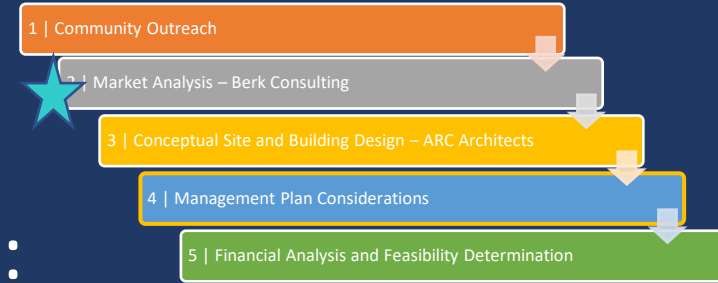 1 | Community Outreach
2 | Market Analysis – Berk Consulting
3 | Conceptual Site and Building Design – ARC Architects
4 | Management Plan Considerations
5 | Financial Analysis and Feasibility Determination